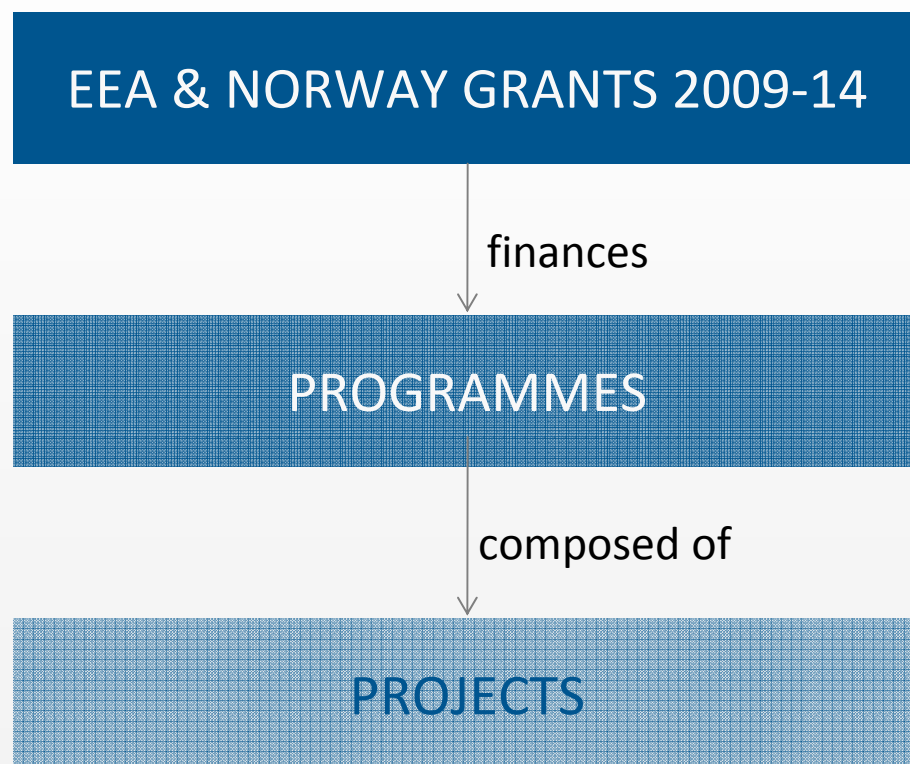 EEA & NORWAY GRANTS 2009-14
finances
PROGRAMMES
composed of
PROJECTS